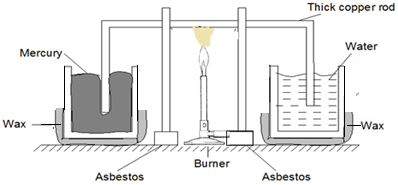 Thick copper rod
Mercury
Water
Wax
Wax
Asbestos
Burner
Asbestos